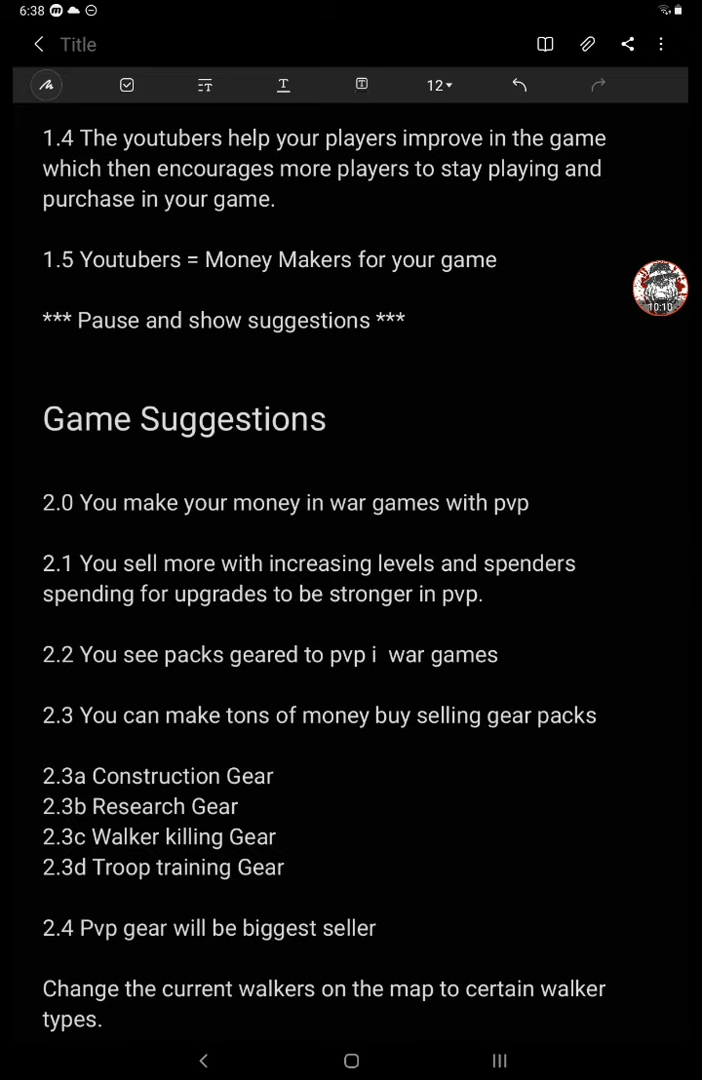 6:38
Title
12
1.4 The youtubers help your players improve in the game
which then encourages more players to stay playing and
purchase in your game.
1.5 Youtubers = Money Makers for your game
10:10
*** Pause and show suggestions ***
Game Suggestions
2.0 You make your money in war games with pvp
2.1 You sell more with increasing levels and spenders
spending for upgrades to be stronger in pvp.
2.2 You see packs geared to pvp i  war games
2.3 You can make tons of money buy selling gear packs
2.3a Construction Gear
2.3b Research Gear
2.3c Walker killing Gear
2.3d Troop training Gear
2.4 Pvp gear will be biggest seller
Change the current walkers on the map to certain walker
types.